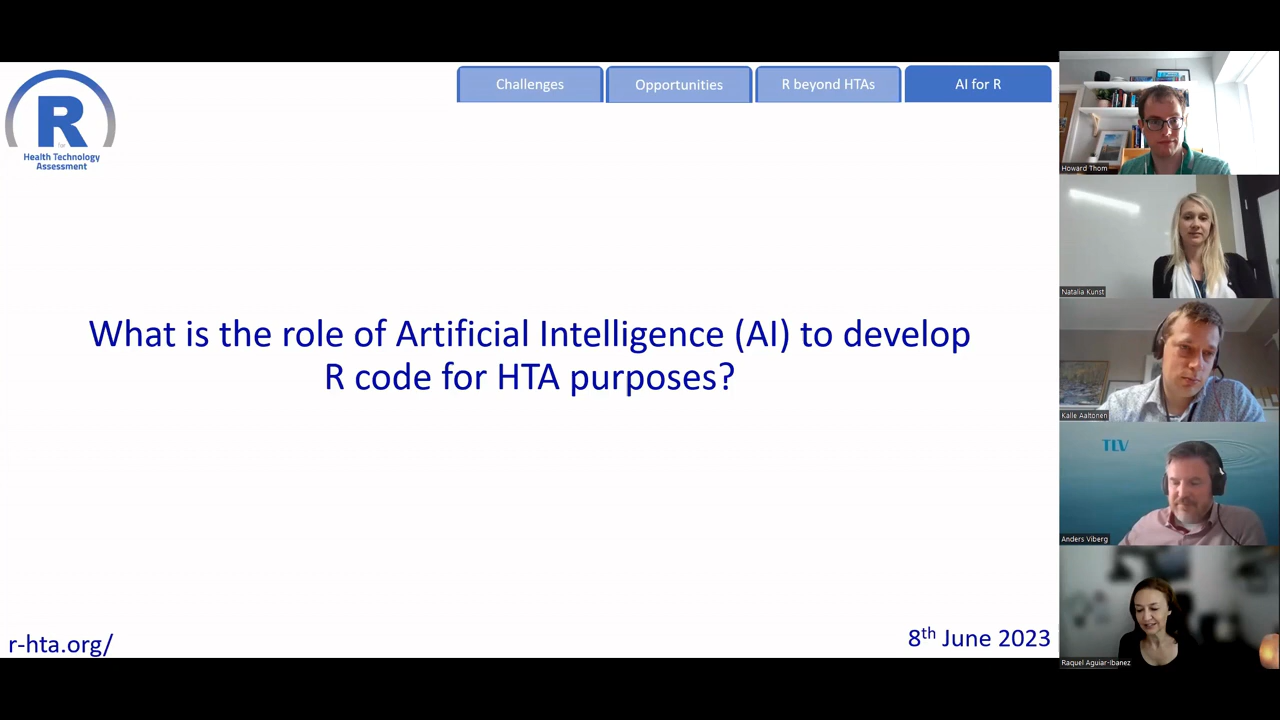 Challenges
Opportunities
R beyond HTAs
AI for R
R
for
Health Technology
Assessment
What is the role of Artificial Intelligence (AI) to develop
R code for HTA purposes?
r-hta.org/
8th June 2023
Howard Thom
Natalia Kunst
Kalle Aaltonen
TLV
Anders Viberg
Raquel Aguiar-Ibanez